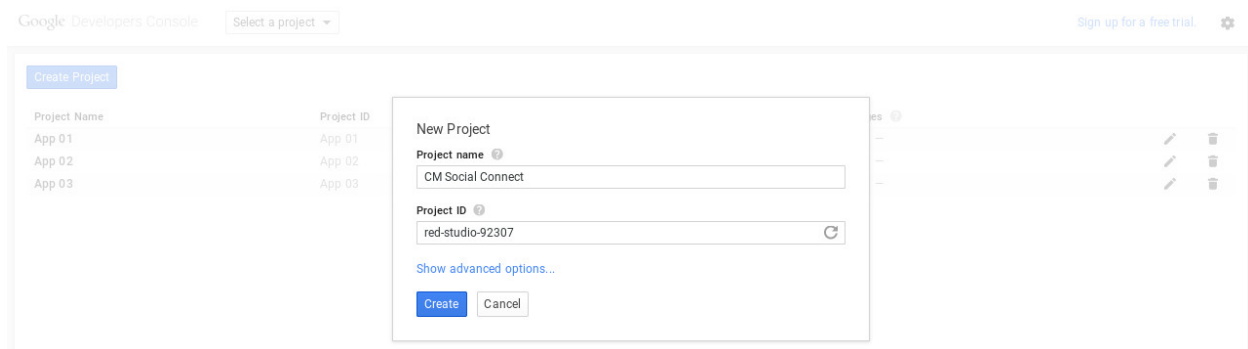 Google Developers Console Select a project Sign up for a free trial.
Create Project
Project Name Project ID es
App 01 App 01
App 02 App 02
App 03 App 03
New Project
Project name
CM Social Connect
Project ID
red-studio-92307
Show advanced options...
Create Cancel